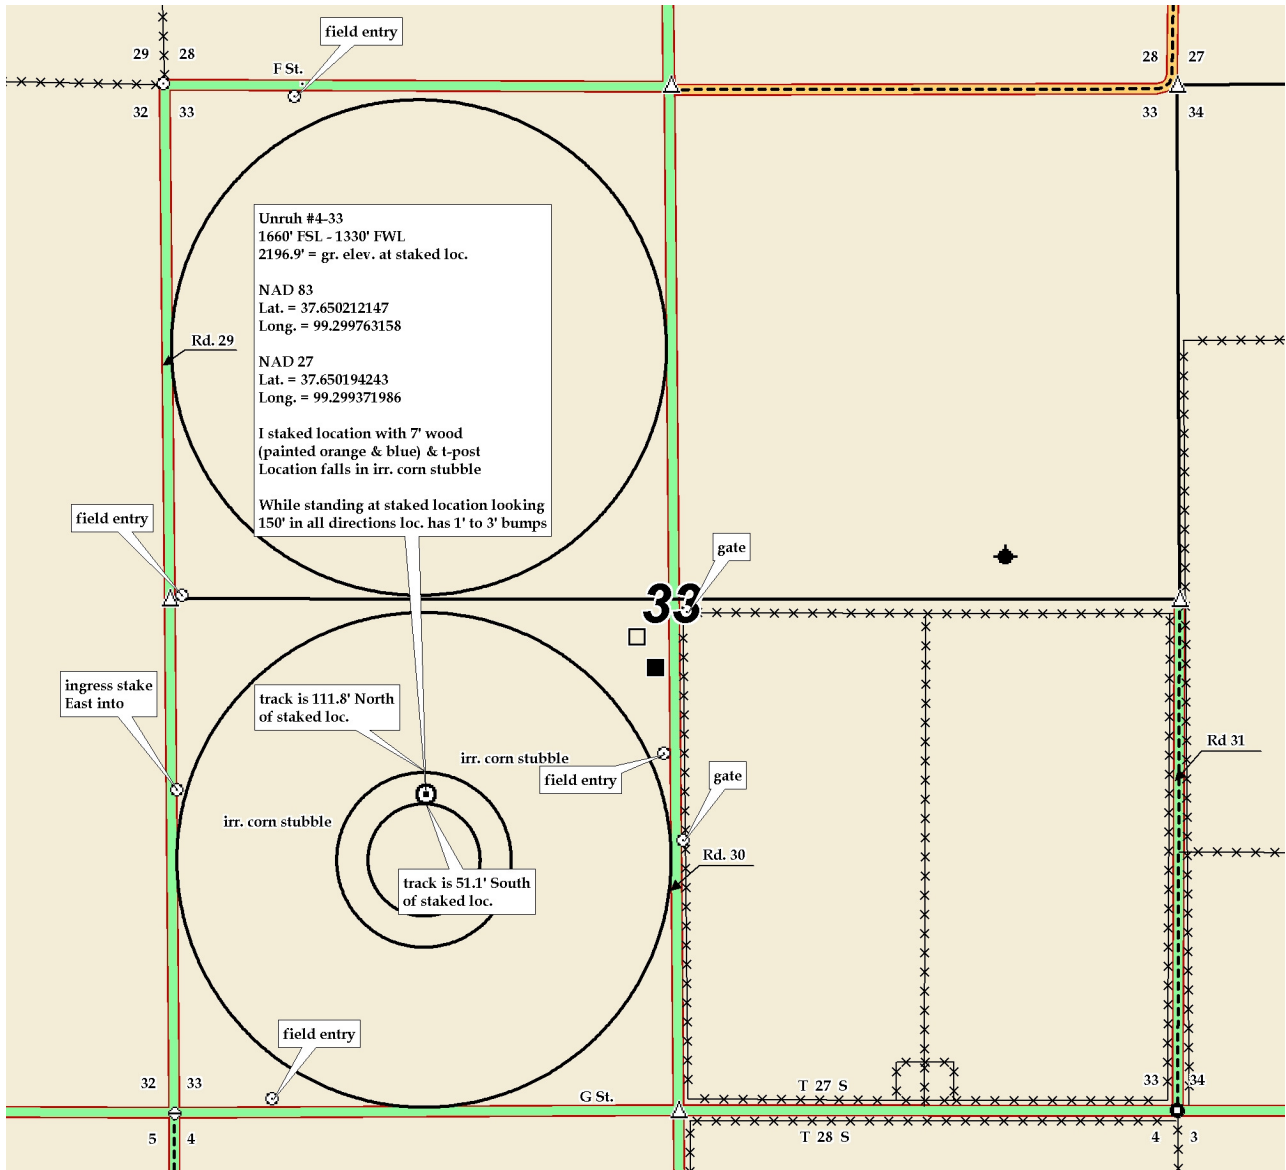 field entry
29 28
28 27
F St.
32 33
33 34
Unruh #4-33
1660' FSL - 1330' FWL
2196.9' = gr. elev. at staked loc.
NAD 83
Lat. = 37.650212147
Long. = 99.299763158
NAD 27
Lat. = 37.650194243
Long. = 99.299371986
I staked location with 7' wood
(painted orange & blue) & t-post
Location falls in irr. corn stubble
While standing at staked location looking
150' in all directions loc. has 1' to 3' bumps
Rd. 29
field entry
gate
33
ingress stake
East into
track is 111.8' North
of staked loc.
irr. corn stubble
field entry
Rd 31
gate
irr. corn stubble
Rd. 30
track is 51.1' South
of staked loc.
field entry
32 33
33 34
T 27 S
G St.
5 4
T 28 S
4 3